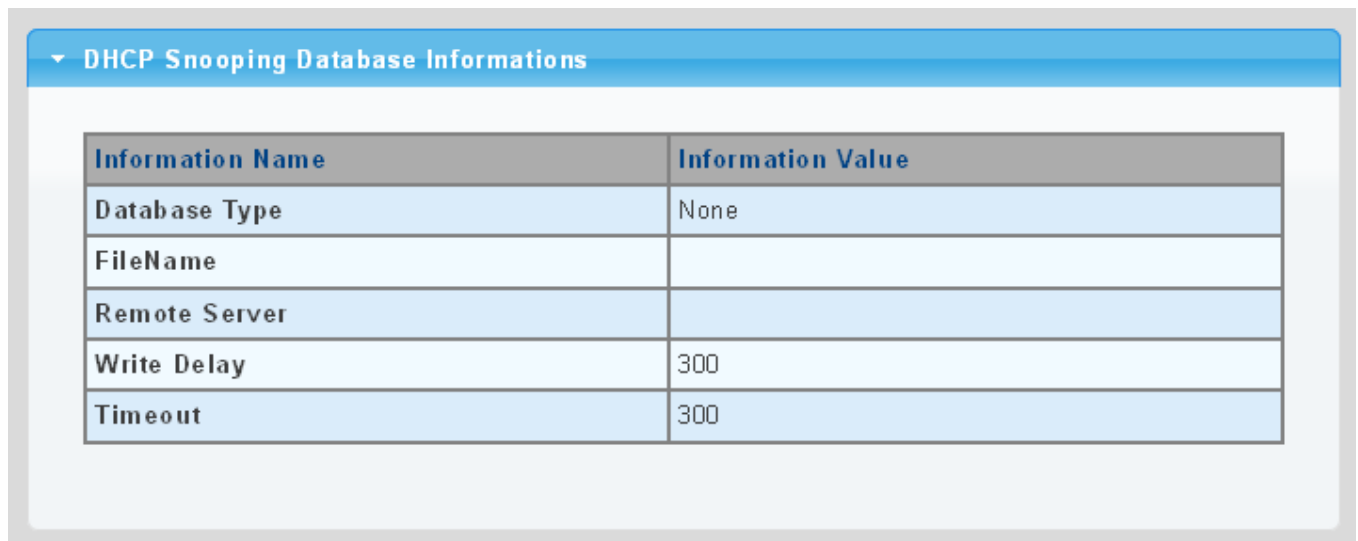 DHCP Snooping Database Informations
Information Name Information Value
Database Type None
FileName
Remote Server
Write Delay 300
Timeout 300